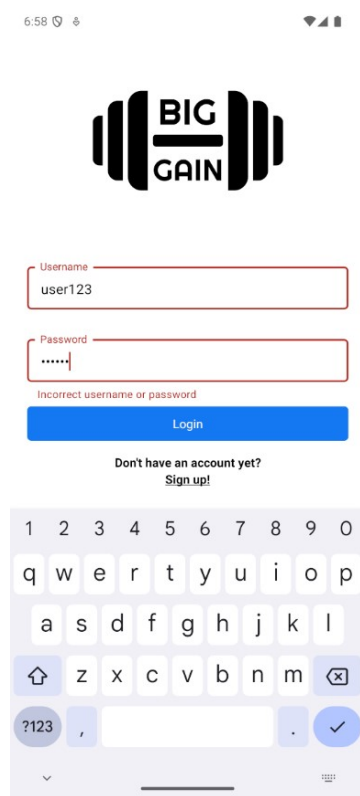 6:58
BIG
GAIN
Username
user123
Password
••••••
Incorrect username or password
Login
Don't have an account yet?
Sign up!
1 2 3 4 5 6 7 8 9 0
q w e r t y u i o p
a s d f g h j k l
z x c v b n m
?123 , .